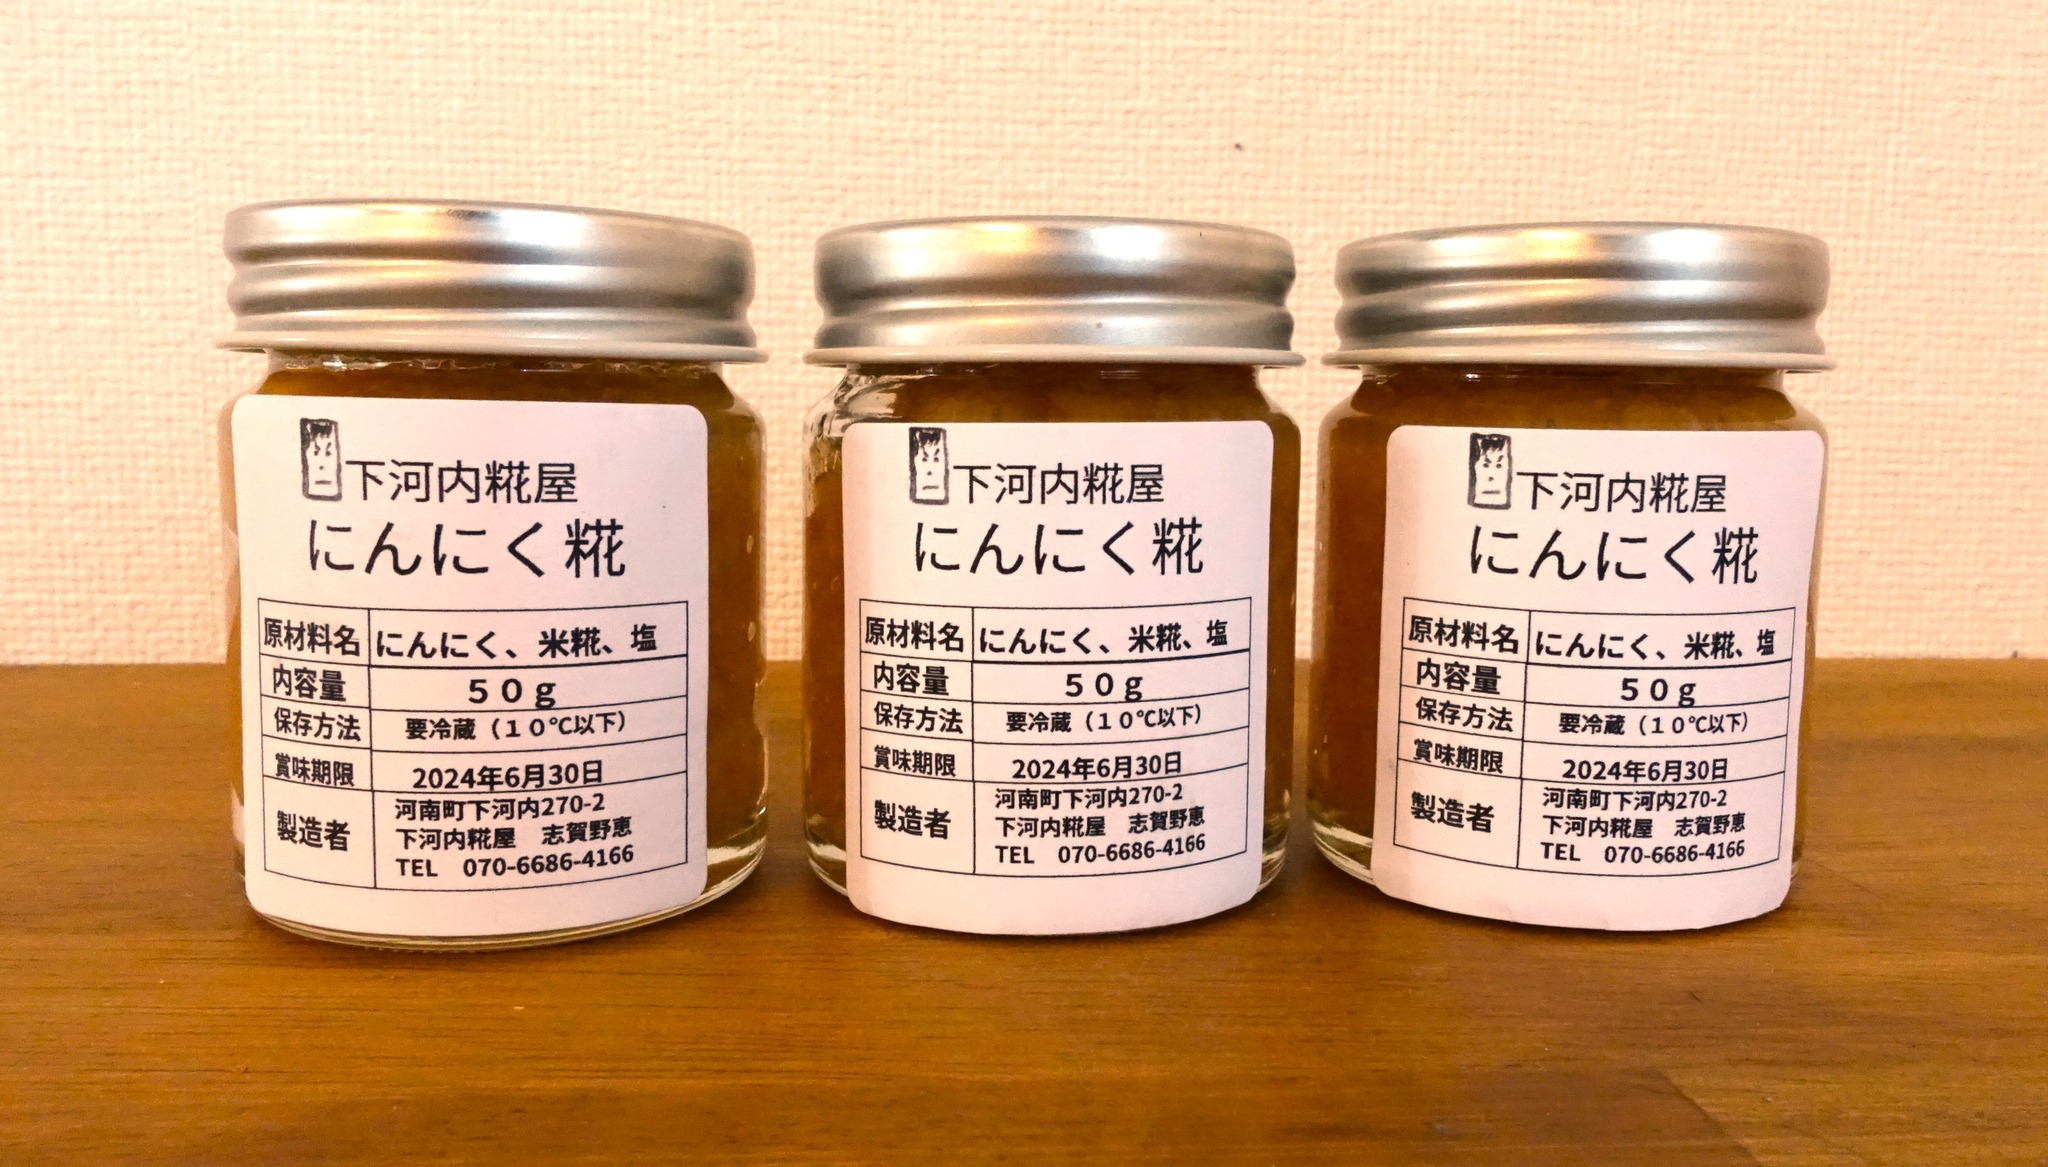 下河内糀屋
にんにく糀
原材料名 にんにく、米糀、塩
内容量 50g
保存方法 要冷蔵(10℃以下)
賞味期限 2024年6月30日
製造者 河南町下河内270-2
下河内糀屋 志賀野恵
TEL 070-6686-4166
下河内糀屋
にんにく糀
原材料名 にんにく、米糀、塩
内容量 50g
保存方法 要冷蔵(10℃以下)
賞味期限 2024年6月30日
製造者 河南町下河内270-2
下河内糀屋 志賀野恵
TEL 070-6686-4166
下河内糀屋
にんにく糀
原材料名 にんにく、米糀、塩
内容量 50g
保存方法 要冷蔵(10℃以下)
賞味期限 2024年6月30日
製造者 河南町下河内270-2
下河内糀屋 志賀野恵
TEL 070-6686-4166